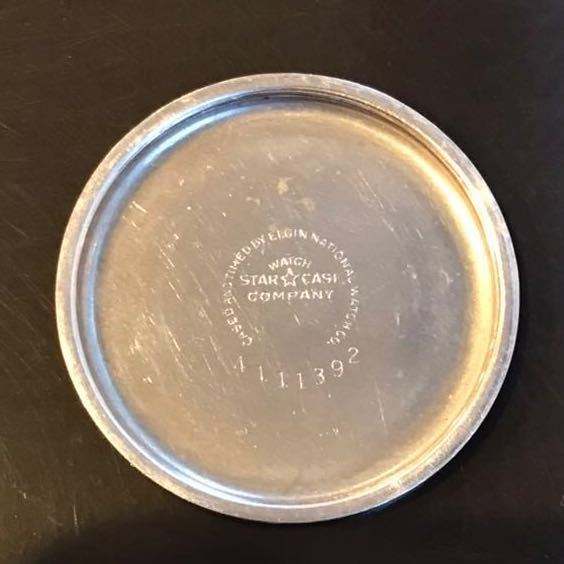 CASED AND TIMED BY ELGIN NATIONAL WATCH CO.
WATCH
STAR CASE
COMPANY
4111392